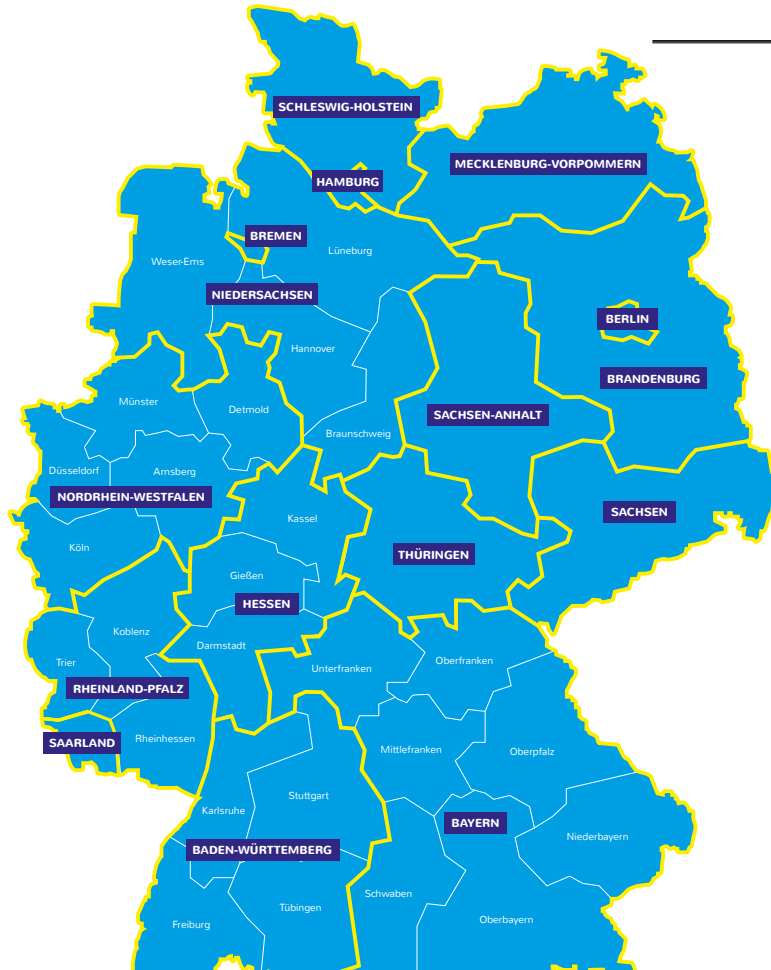 SCHLESWIG-HOLSTEIN
MECKLENBURG-VORPOMMERN
HAMBURG
BREMEN
Lüneburg
Weser-Ems
NIEDERSACHSEN
BERLIN
Hannover
BRANDENBURG
Münster
Detmold
SACHSEN-ANHALT
Braunschweig
Düsseldorf
Arnsberg
NORDRHEIN-WESTFALEN
SACHSEN
Kassel
Köln
THÜRINGEN
Gießen
HESSEN
Koblenz
Darmstadt
Trier
Unterfranken
Oberfranken
RHEINLAND-PFALZ
SAARLAND
Rheinhessen
Mittlefranken
Oberpfalz
Stuttgart
Karlsruhe
BAYERN
Niederbayern
BADEN-WÜRTTEMBERG
Schwaben
Tübingen
Oberbayern
Freiburg